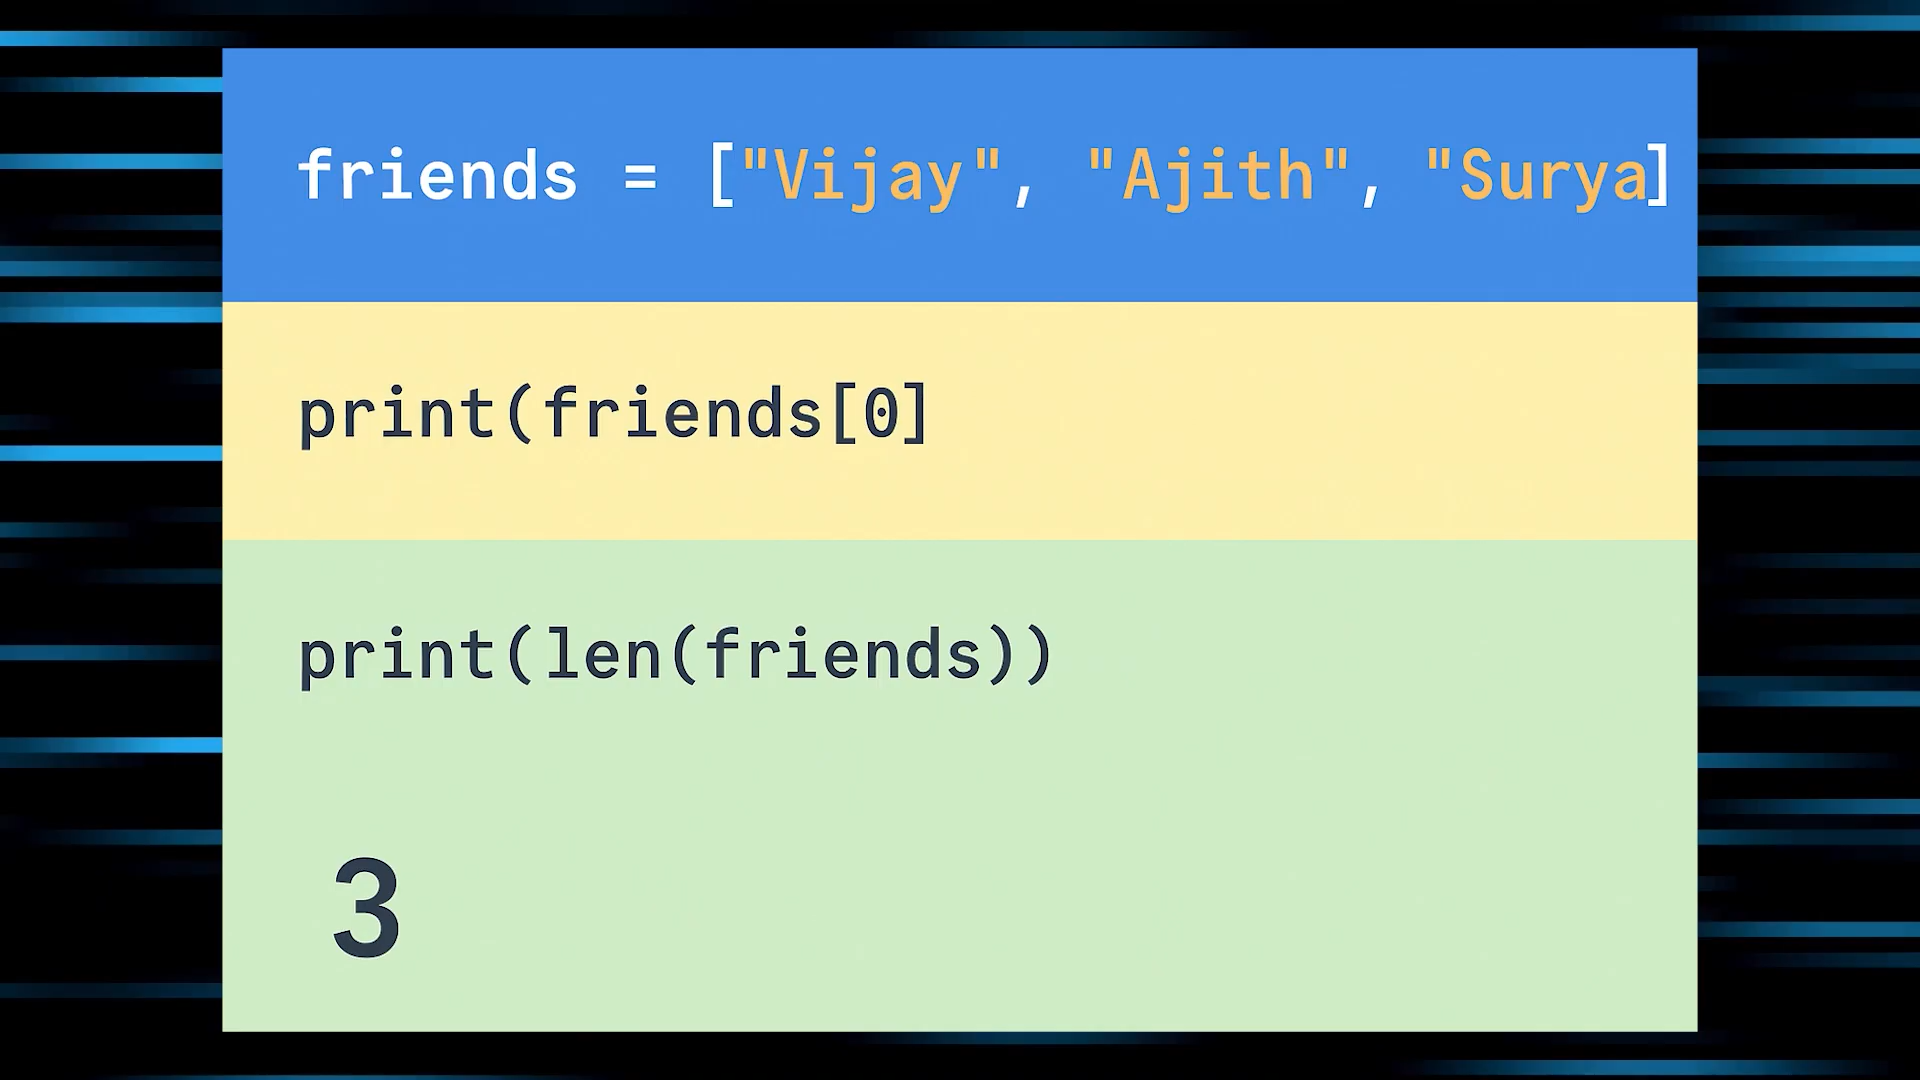 friends = ["Vijay", "Ajith", "Surya]
print(friends[0]
print(len(friends))
3